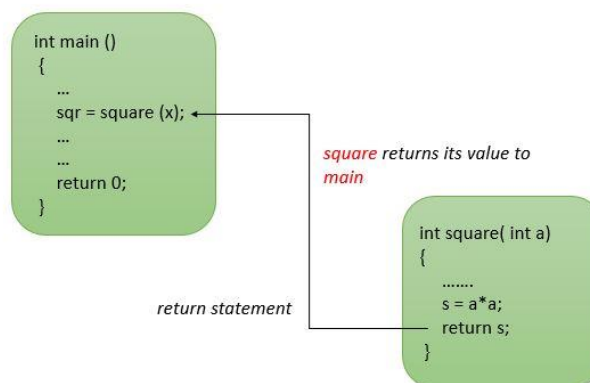 int main ()
{
...
sqr = square (x);
...
...
return 0;
}
square returns its value to
main
int square( int a)
{
.......
s = a*a;
return s;
}
return statement